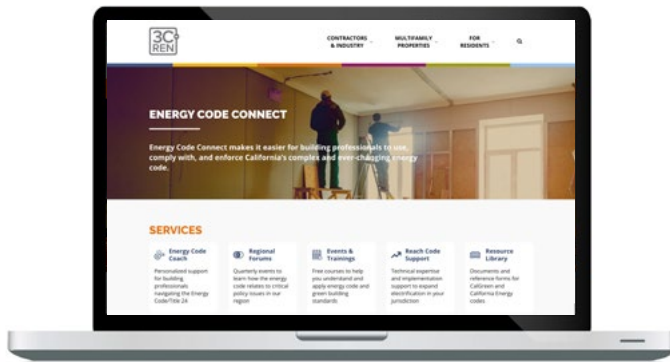 3C
REN
CONTRACTORS
& INDUSTRY
MULTIFAMILY
PROPERTIES
FOR
RESIDENTS
ENERGY CODE CONNECT
Energy Code Connect makes it easier for building professionals to use,
comply with, and enforce California's complex and ever-changing energy
code.
SERVICES
Energy Code
Coach
Personalized support
for building
professionals
navigating the Energy
Code/Title 24
Regional
Forums
Quarterly events to
learn how the energy
code relates to critical
policy issues in our
region
Events &
Trainings
Free courses to help
you understand and
apply energy code and
green building
standards
Reach Code
Support
Technical expertise
and implementation
support to expand
electrification in your
jurisdiction
Resource
Library
Documents and
reference forms for
CalGreen and
California Energy
codes